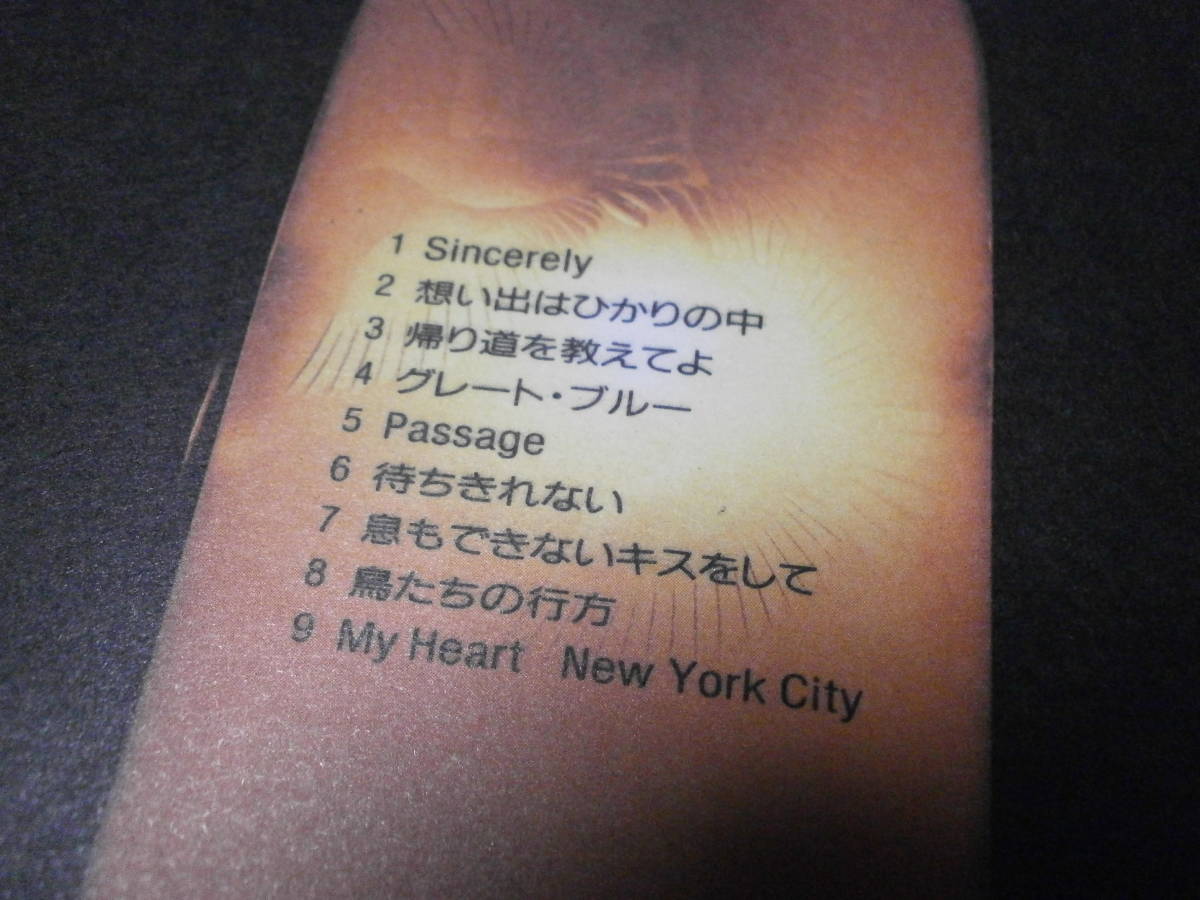 1 Sincerely
2 想い出はひかりの中
3 帰り道を教えてよ
4 グレート・ブルー
5 Passage
6 待ちきれない
7 息もできないキスをして
8 鳥たちの行方
9 My Heart New York City